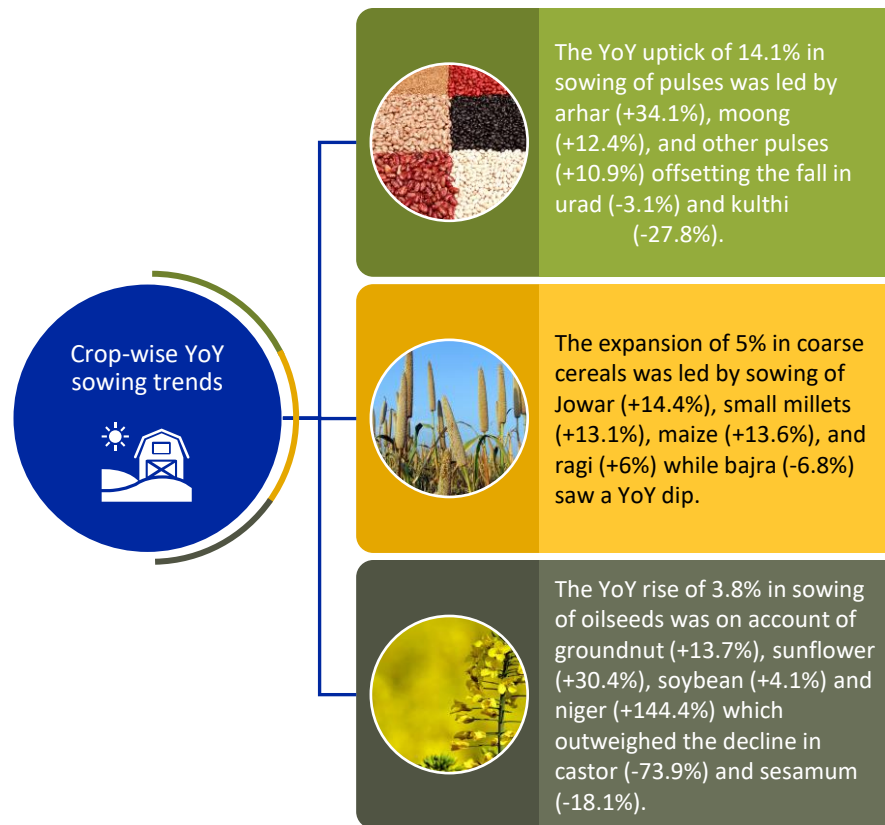 Crop-wise YoY
sowing trends
The YoY uptick of 14.1% in
sowing of pulses was led by
arhar (+34.1%), moong
(+12.4%), and other pulses
(+10.9%) offsetting the fall in
urad (-3.1%) and kulthi
(-27.8%).
The expansion of 5% in coarse
cereals was led by sowing of
Jowar (+14.4%), small millets
(+13.1%), maize (+13.6%), and
ragi (+6%) while bajra (-6.8%)
saw a YoY dip.
The YoY rise of 3.8% in sowing
of oilseeds was on account of
groundnut (+13.7%), sunflower
(+30.4%), soybean (+4.1%) and
niger (+144.4%) which
outweighed the decline in
castor (-73.9%) and sesamum
(-18.1%).